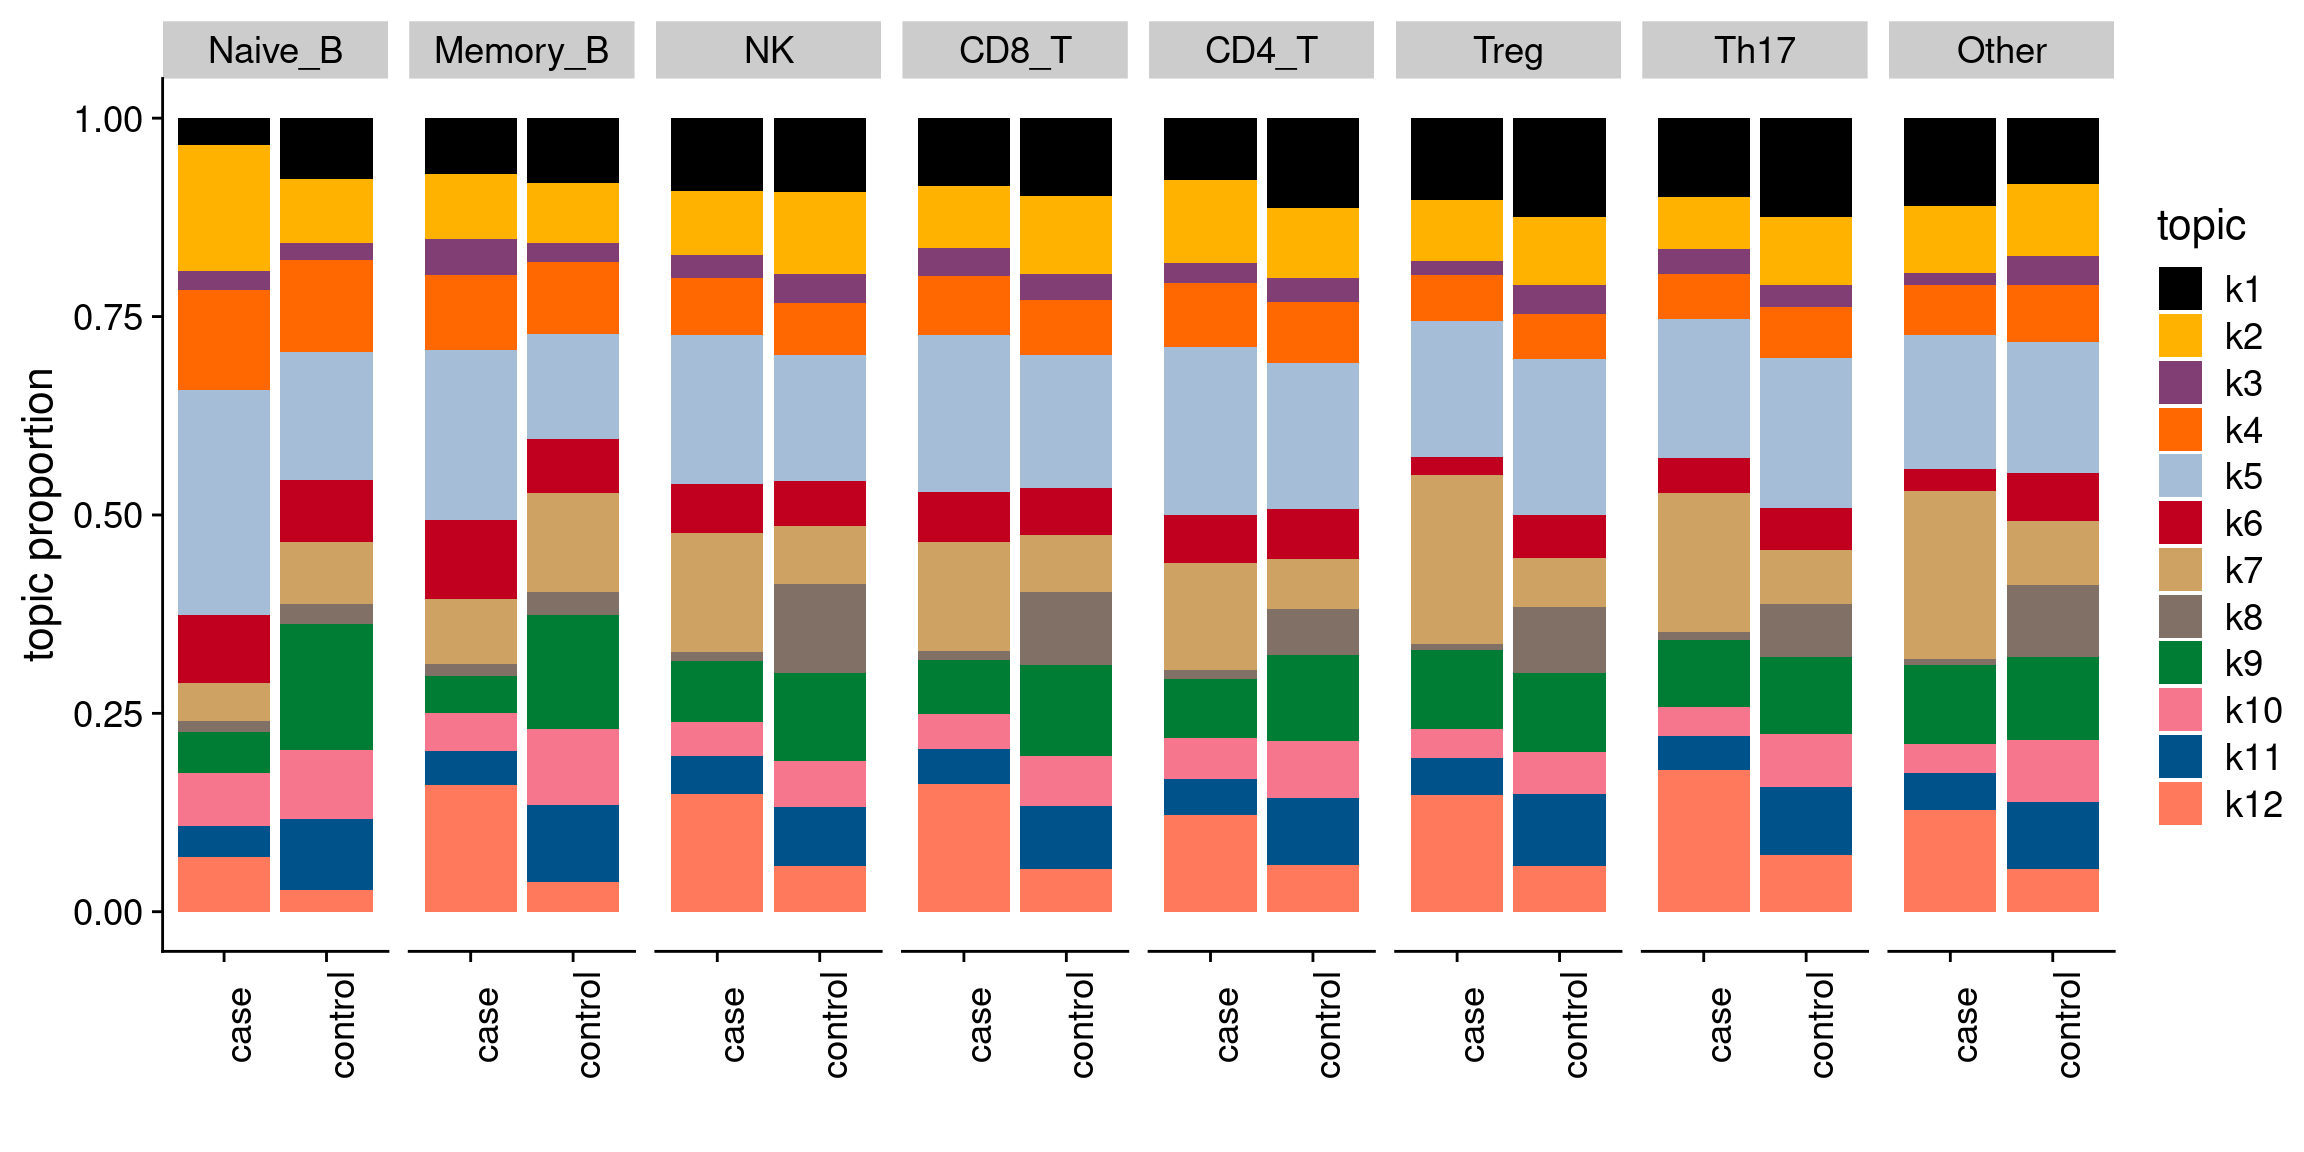 Naive_B Memory_B NK CD8_T CD4_T Treg Th17 Other
1.00
0.75
0.50
0.25
0.00
topic proportion
case control case control case control case control case control case control case control case control
topic
k1
k2
k3
k4
k5
k6
k7
k8
k9
k10
k11
k12